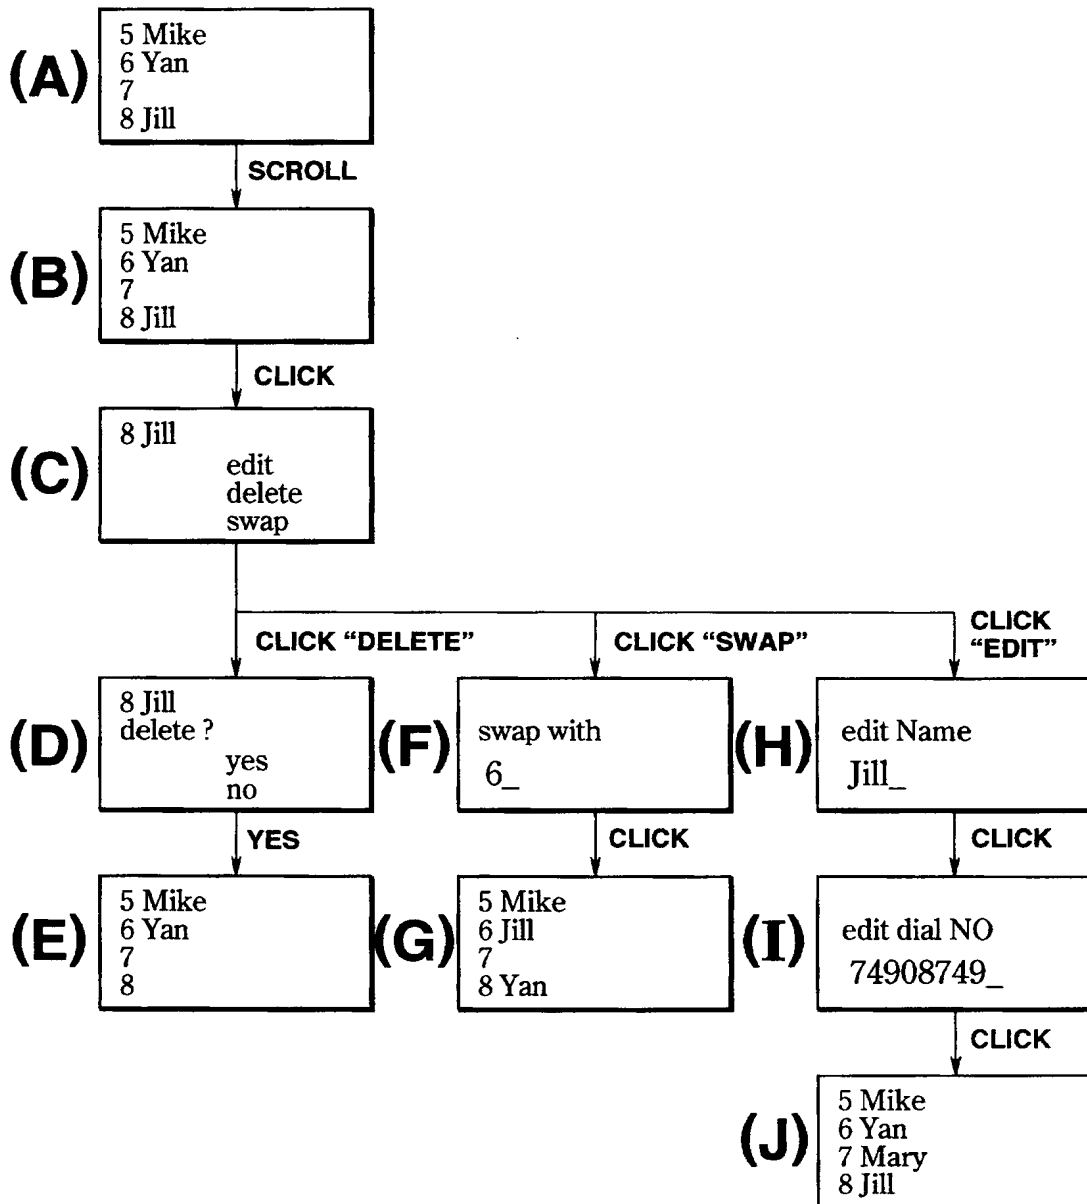 (A)
5 Mike
6 Yan
7
8 Jill
SCROLL
(B)
5 Mike
6 Yan
7
8 Jill
CLICK
(C)
8 Jill
edit
delete
swap
CLICK “DELETE”
CLICK “SWAP”
CLICK
“EDIT”
(D)
8 Jill
delete ?
yes
no
(F)
swap with
6_
(H)
edit Name
Jill_
YES
CLICK
CLICK
(E)
5 Mike
6 Yan
7
8
(G)
5 Mike
6 Jill
7
8 Yan
(I)
edit dial NO
74908749_
CLICK
(J)
5 Mike
6 Yan
7 Mary
8 Jill